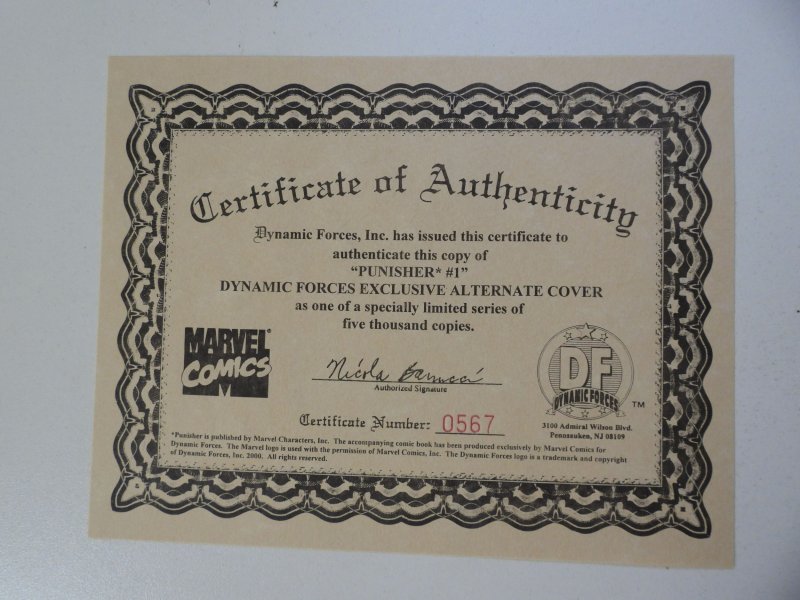 Certificate of Authenticity
Dynamic Forces, Inc. has issued this certificate to
authenticate this copy of
"PUNISHER* #1"
DYNAMIC FORCES EXCLUSIVE ALTERNATE COVER
as one of a specially limited series of
five thousand copies.
MARVEL®
COMICS
Nicola Barrucci
Authorized Signature
DF
DYNAMIC FORCES
TM
Certificate Number: 0567
3100 Admiral Wilson Blvd.
Pennsauken, NJ 08109
*Punisher is published by Marvel Characters, Inc. The accompanying comic book has been produced exclusively by Marvel Comics for
Dynamic Forces. The Marvel logo is used with the permission of Marvel Comics, Inc. The Dynamic Forces logo is a trademark and copyright
of Dynamic Forces, Inc. 2000. All rights reserved.